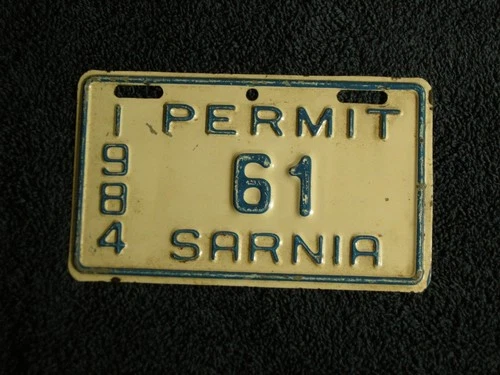 1984
PERMIT
61
SARNIA